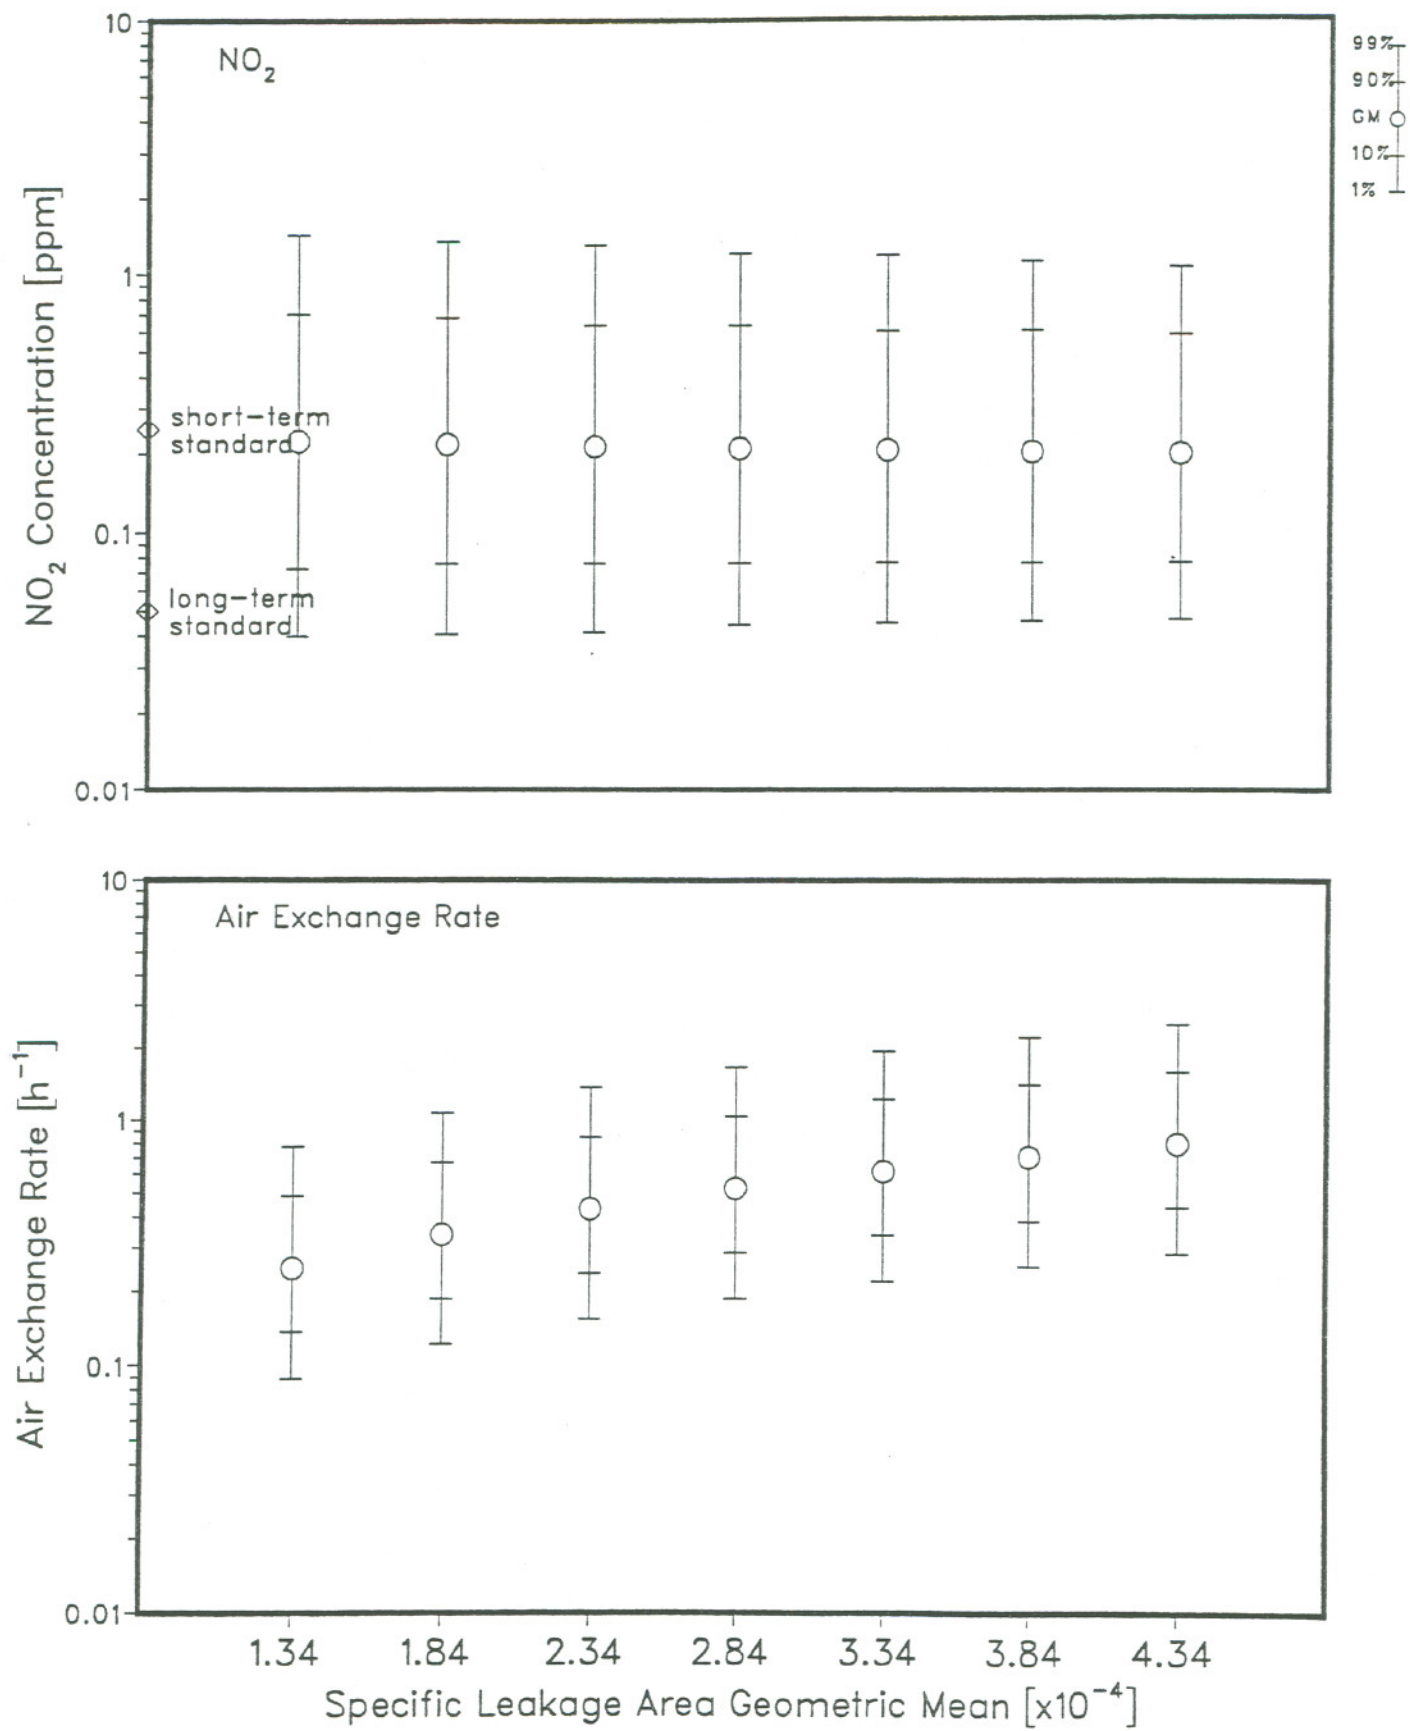 10
NO2
99%
90%
GM
10%
1%
NO2 Concentration [ppm]
1
short-term
standard
0.1
long-term
standard
0.01
10
Air Exchange Rate
Air Exchange Rate [h⁻¹]
1
0.1
0.01
1.34 1.84 2.34 2.84 3.34 3.84 4.34
Specific Leakage Area Geometric Mean [x10⁻⁴]